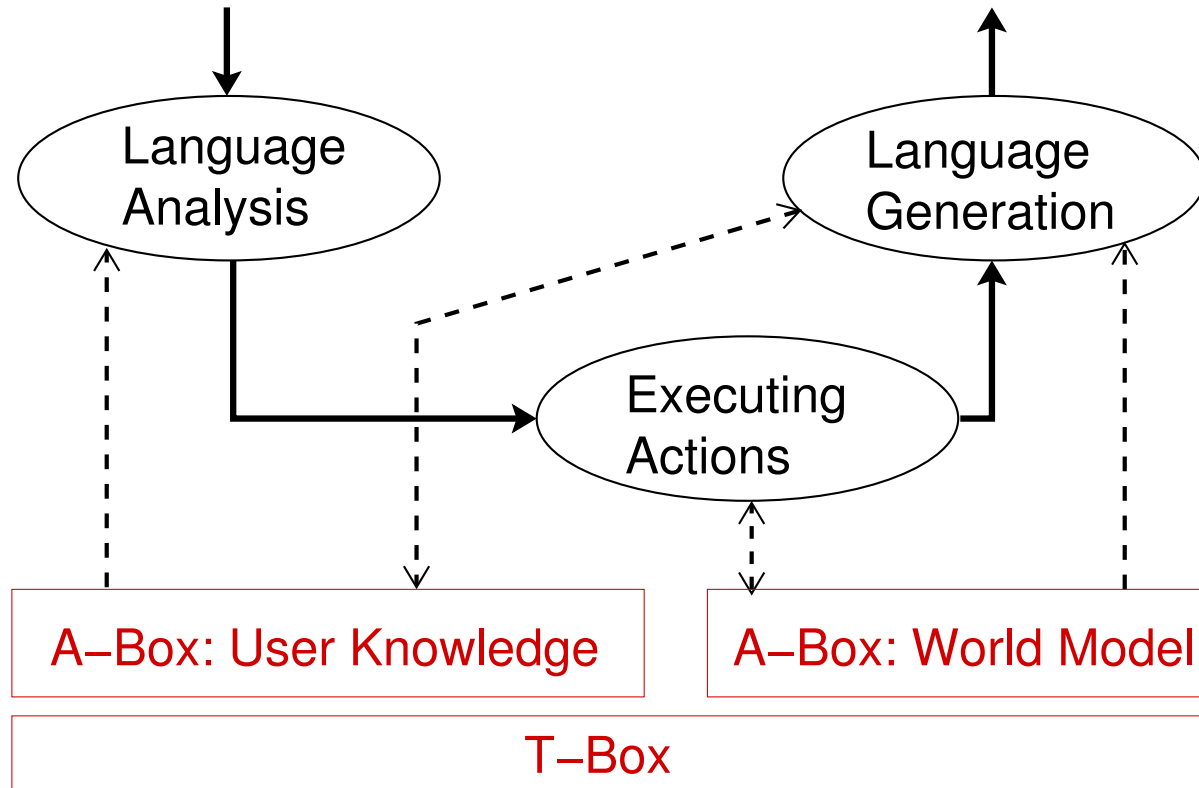 Language
Analysis
Language
Generation
Executing
Actions
A–Box: User Knowledge
A–Box: World Model
T–Box